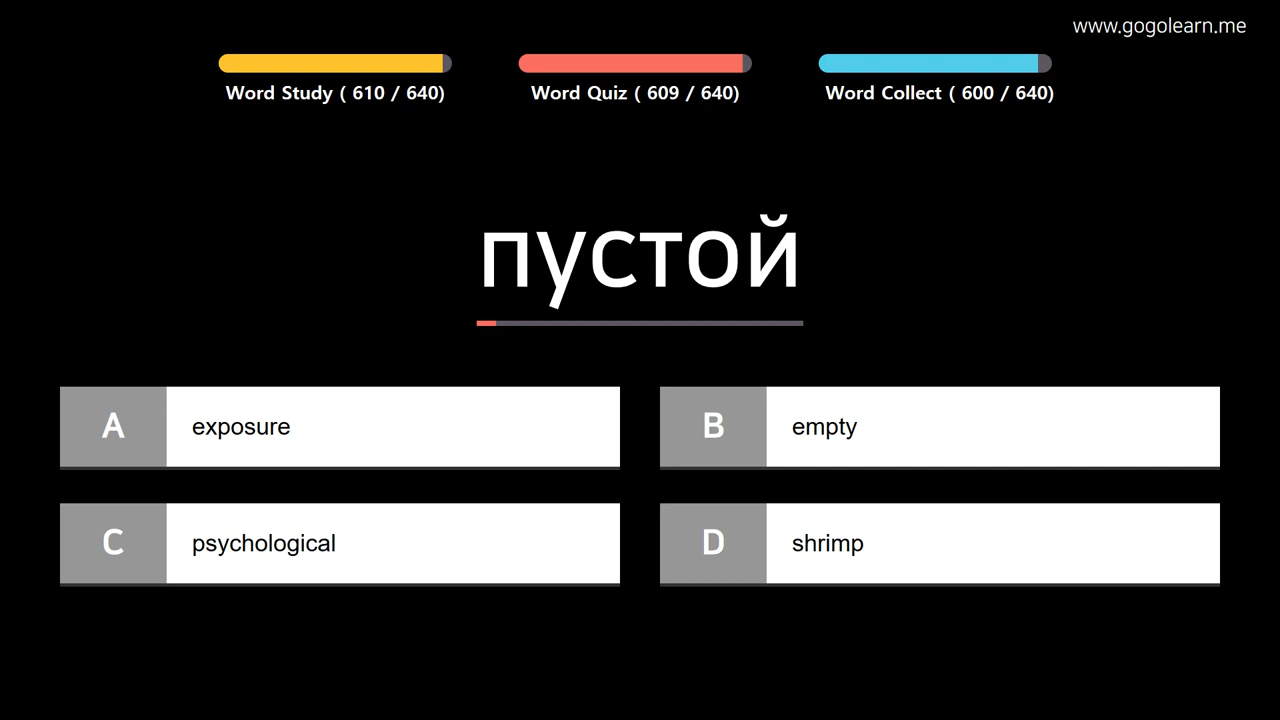 www.gogolearn.me
Word Study ( 610 / 640)
Word Quiz ( 609 / 640)
Word Collect ( 600 / 640)
пустой
A exposure
B empty
C psychological
D shrimp